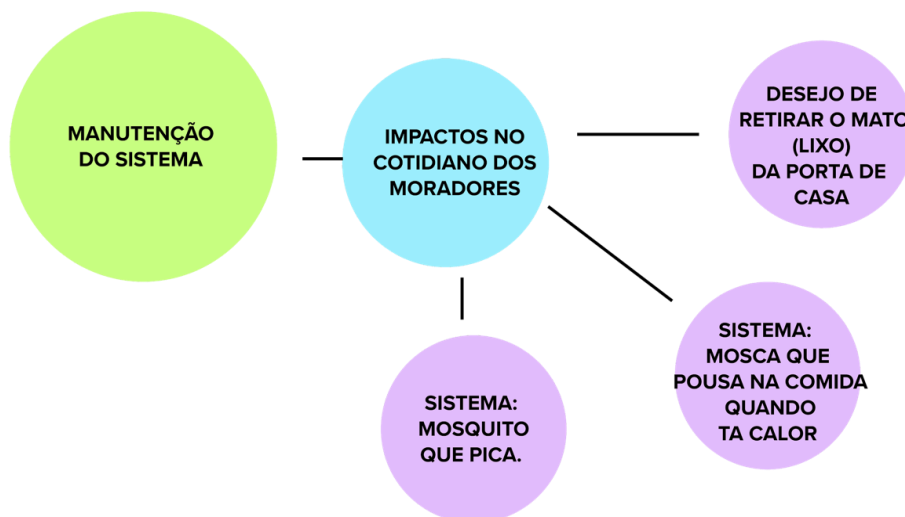 MANUTENÇÃO
DO SISTEMA
IMPACTOS NO
COTIDIANO DOS
MORADORES
DESEJO DE
RETIRAR O MATO
(LIXO)
DA PORTA DE
CASA
SISTEMA:
MOSCA QUE
POUSA NA COMIDA
QUANDO
TA CALOR
SISTEMA:
MOSQUITO
QUE PICA.